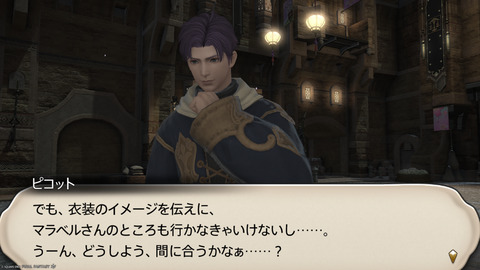 ピコット
でも、衣装のイメージを伝えに、
マラベルさんのところも行かなきゃいけないし……。
うーん、どうしよう、間に合うかなぁ……？